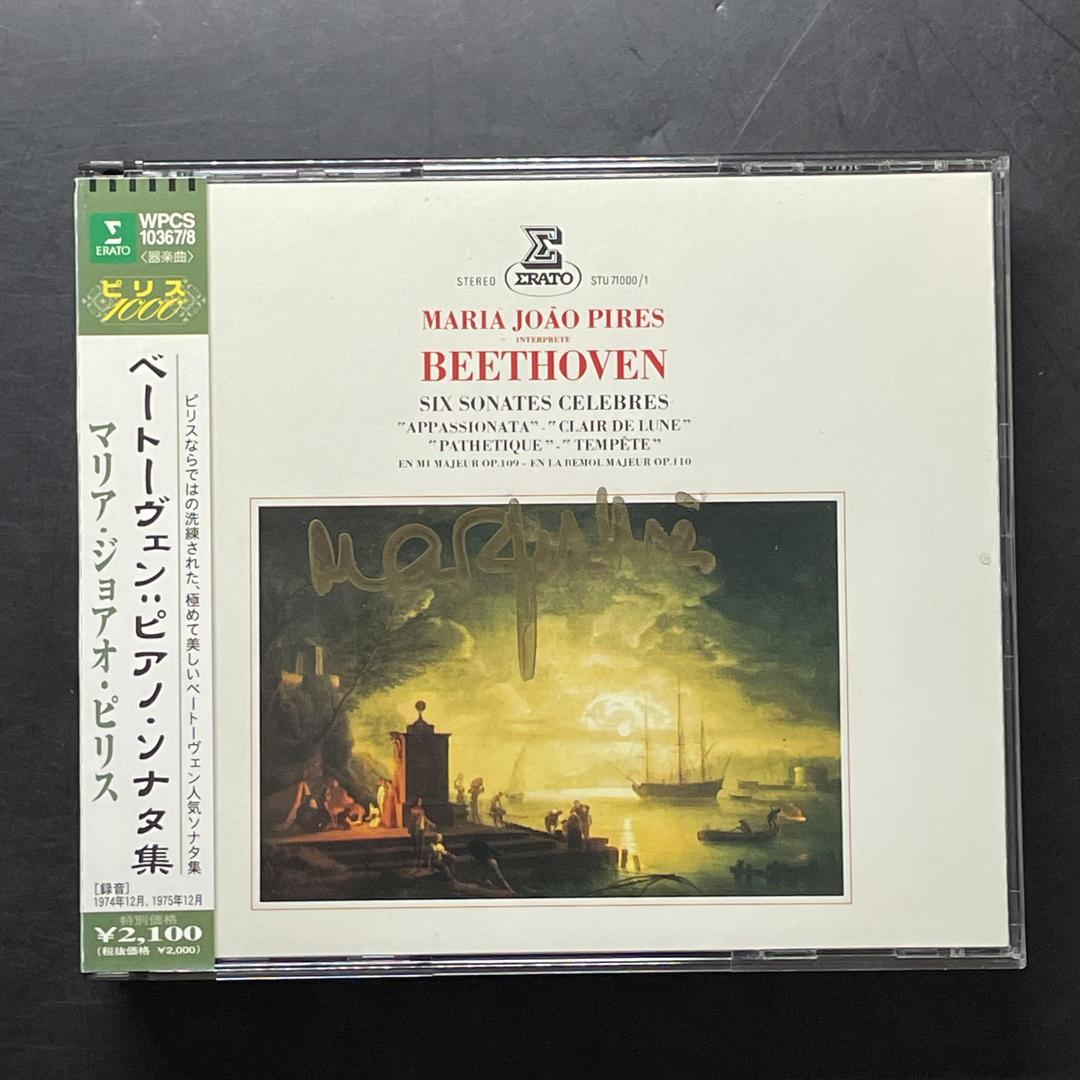 WPCS
10367/8
ERATO
〈器楽曲〉
ピリス
1000
ピリスならではの洗練された、極めて美しいベートーヴェン人気ソナタ集
ベートーヴェン:ピアノ・ソナタ集
マリア・ジョアオ・ピリス
[録音]
1974年12月、1975年12月
特別価格
¥2,100
(税抜価格 ¥2,000)
STEREO ERATO STU 71000/1
MARIA JOÃO PIRES
INTERPRETE
BEETHOVEN
SIX SONATES CELEBRES
"APPASSIONATA" - "CLAIR DE LUNE"
"PATHETIQUE" - "TEMPÊTE"
EN MI MAJEUR OP.109 - EN LA BEMOL MAJEUR OP.110